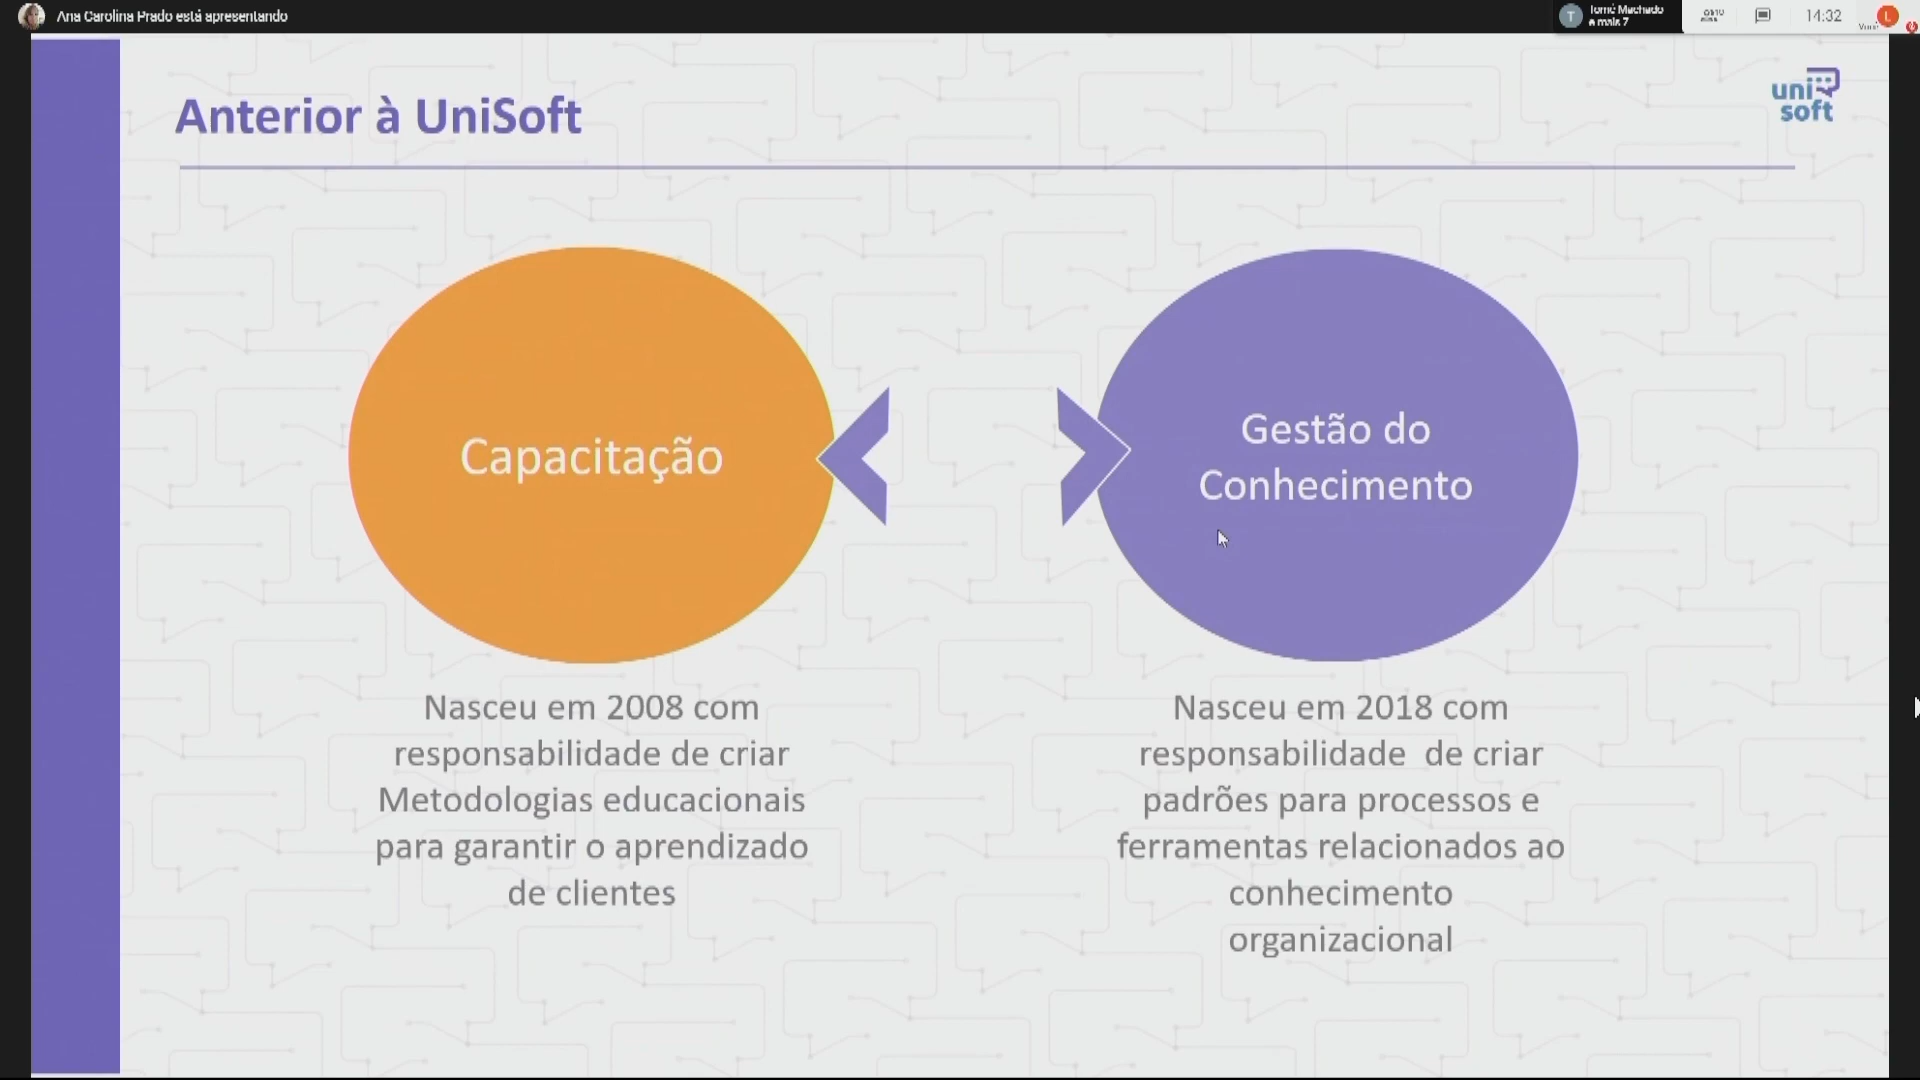 Ana Carolina Prado está apresentando
Tomé Machado
e mais 7
14:32
L
T
Anterior à UniSoft
uni
soft
Capacitação
Gestão do
Conhecimento
Nasceu em 2008 com
responsabilidade de criar
Metodologias educacionais
para garantir o aprendizado
de clientes
Nasceu em 2018 com
responsabilidade de criar
padrões para processos e
ferramentas relacionados ao
conhecimento
organizacional